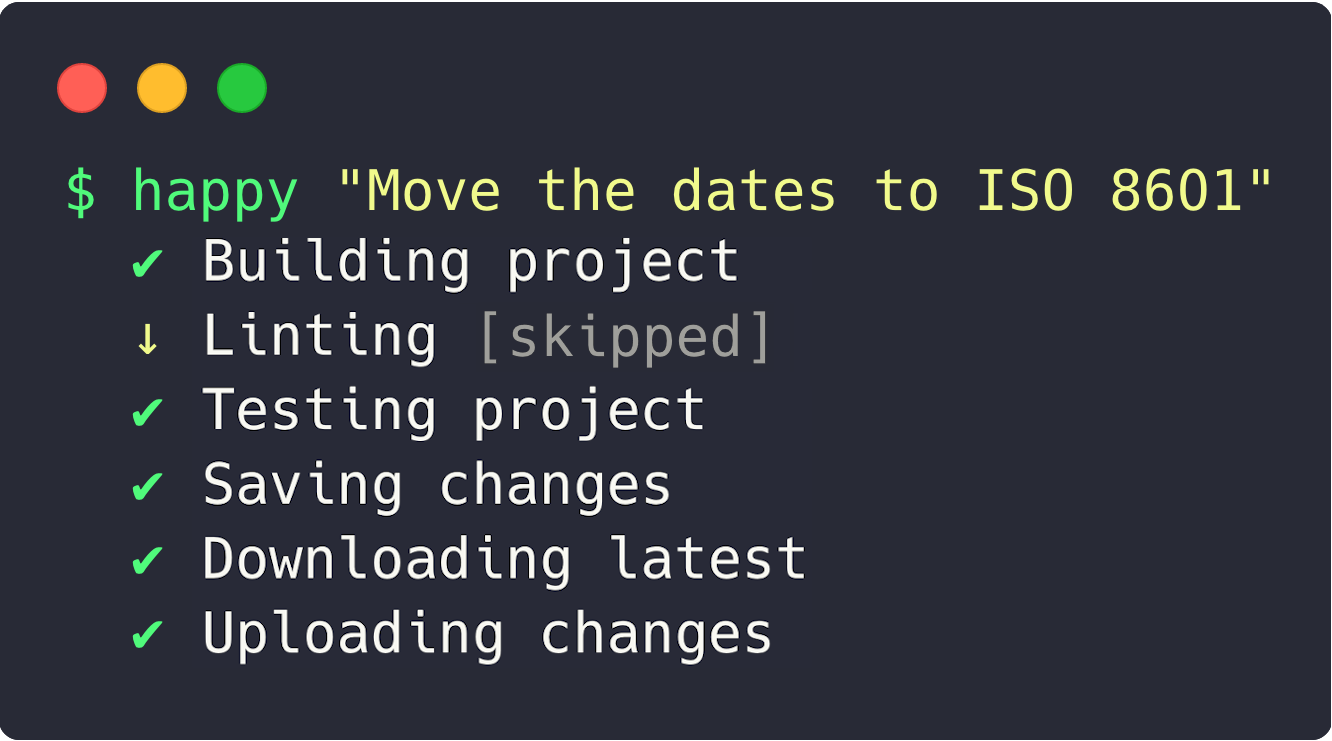 $ happy "Move the dates to ISO 8601"
✔ Building project
↓ Linting [skipped]
✔ Testing project
✔ Saving changes
✔ Downloading latest
✔ Uploading changes